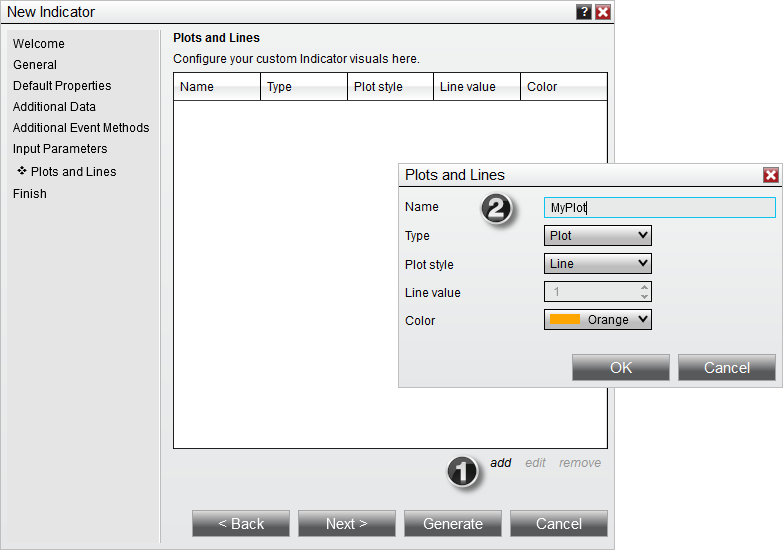 New Indicator
?
Welcome
General
Default Properties
Additional Data
Additional Event Methods
Input Parameters
Plots and Lines
Finish
Plots and Lines
Configure your custom Indicator visuals here.
Name Type Plot style Line value Color
Plots and Lines
2
Name MyPlot
Type Plot
Plot style Line
Line value 1
Color Orange
OK Cancel
1
add edit remove
< Back Next > Generate Cancel